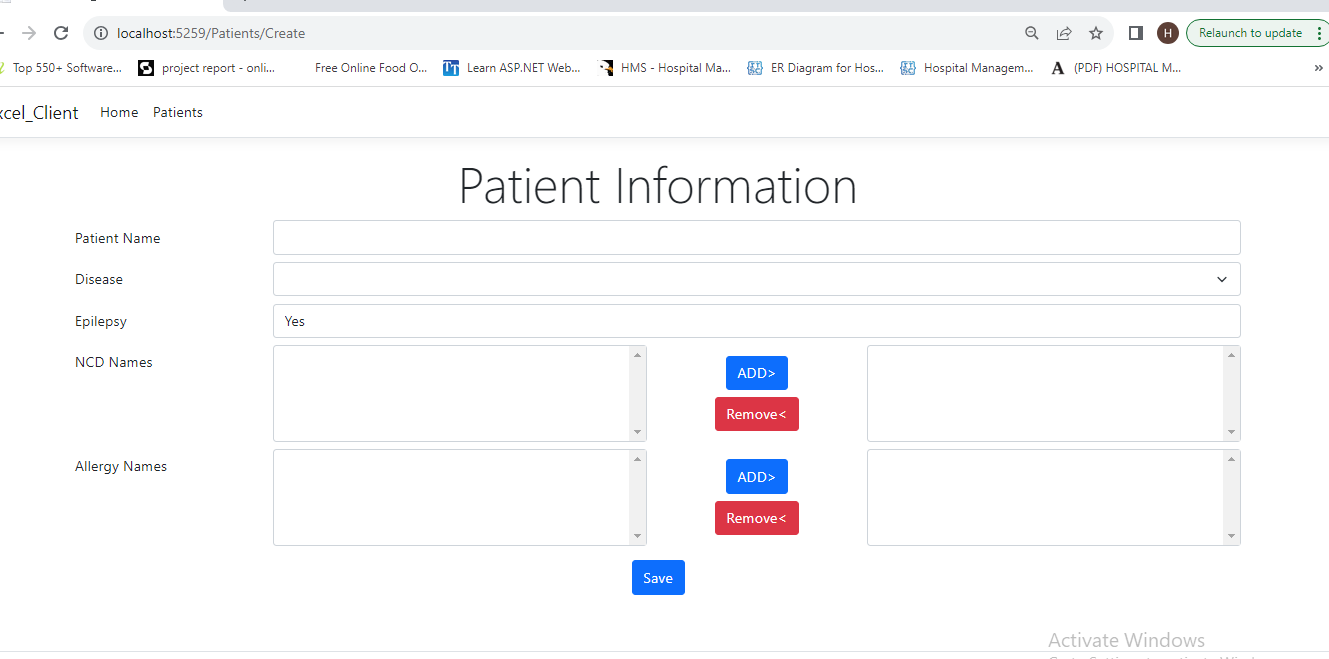 localhost:5259/Patients/Create
H
Relaunch to update
Top 550+ Software...
project report - onli...
Free Online Food O...
TT
Learn ASP.NET Web...
HMS - Hospital Ma...
ER Diagram for Hos...
Hospital Managem...
A
(PDF) HOSPITAL M...
»
xcel_Client
Home
Patients
Patient Information
Patient Name
Disease
Epilepsy
Yes
NCD Names
ADD>
Remove<
Allergy Names
ADD>
Remove<
Save
Activate Windows